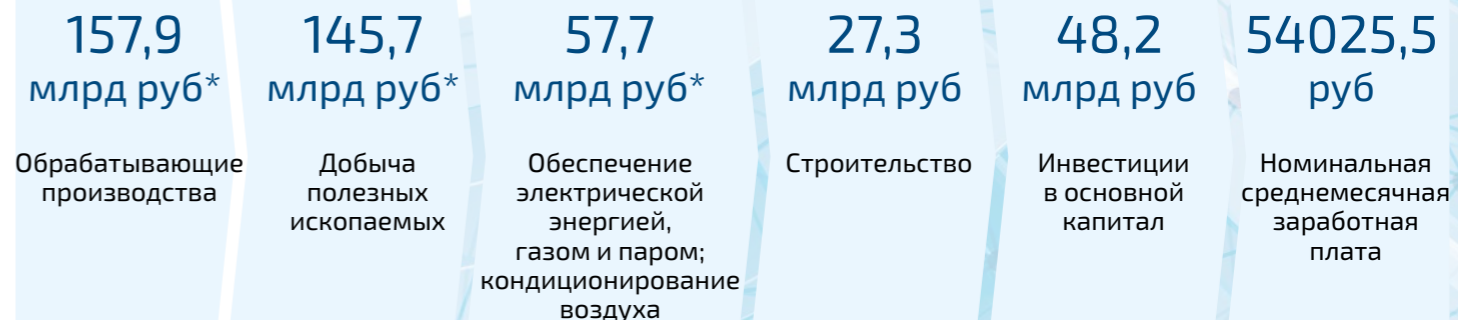 157,9
млрд руб*
Обрабатывающие
производства
145,7
млрд руб*
Добыча
полезных
ископаемых
57,7
млрд руб*
Обеспечение
электрической
энергией,
газом и паром;
кондиционирование
воздуха
27,3
млрд руб
Строительство
48,2
млрд руб
Инвестиции
в основной
капитал
54025,5
руб
Номинальная
среднемесячная
заработная
плата